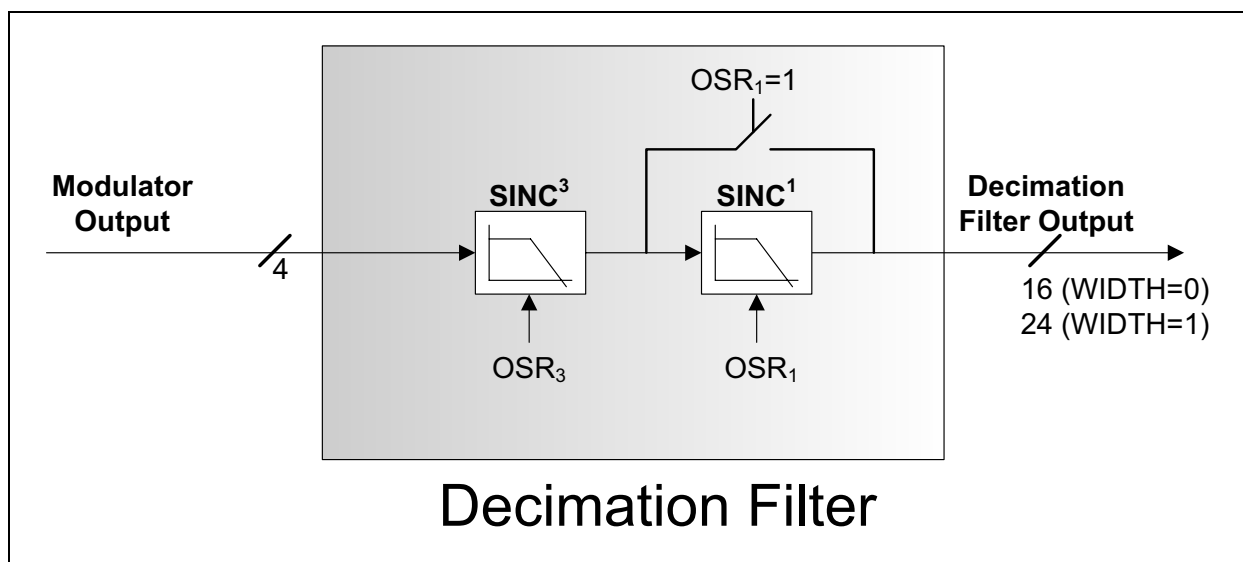 OSR₁=1
Modulator
Output
SINC³
SINC¹
Decimation
Filter Output
4
16 (WIDTH=0)
24 (WIDTH=1)
OSR₃
OSR₁
Decimation Filter